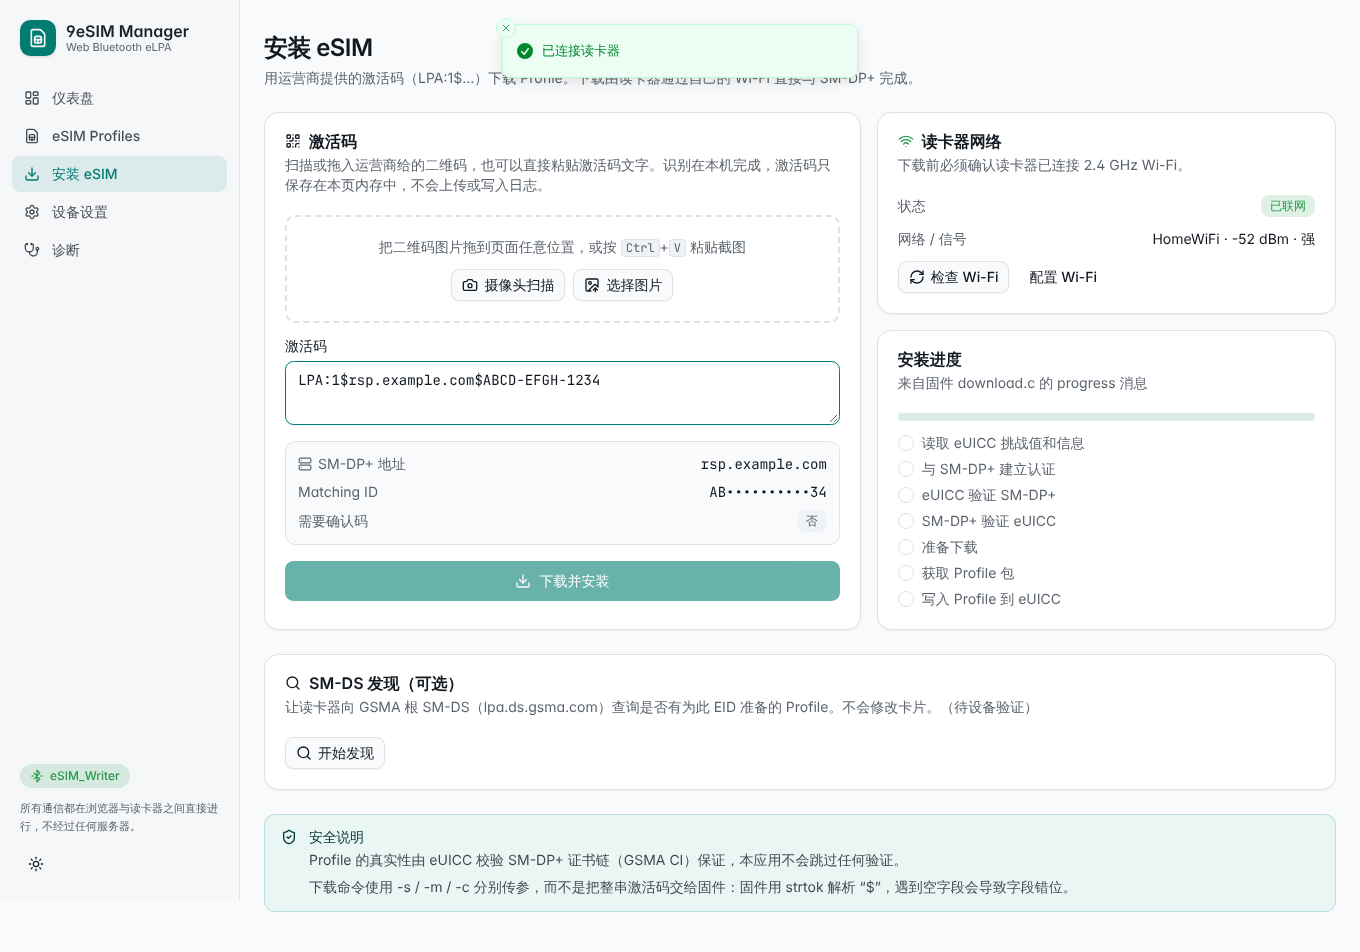 9eSIM Manager
Web Bluetooth eLPA
仪表盘
eSIM Profiles
安装 eSIM
设备设置
诊断
eSIM_Writer
所有通信都在浏览器与读卡器之间直接进
行，不经过任何服务器。
安装 eSIM
已连接读卡器
用运营商提供的激活码（LPA:1$…）下载 Profile。下载由读卡器通过自己的 Wi-Fi 直接与 SM-DP+ 完成。
激活码
扫描或拖入运营商给的二维码，也可以直接粘贴激活码文字。识别在本机完成，激活码只
保存在本页内存中，不会上传或写入日志。
把二维码图片拖到页面任意位置，或按 Ctrl+V 粘贴截图
摄像头扫描
选择图片
激活码
LPA:1$rsp.example.com$ABCD-EFGH-1234
SM-DP+ 地址 rsp.example.com
Matching ID AB••••••••••34
需要确认码 否
下载并安装
读卡器网络
下载前必须确认读卡器已连接 2.4 GHz Wi-Fi。
状态 已联网
网络 / 信号 HomeWiFi · -52 dBm · 强
检查 Wi-Fi 配置 Wi-Fi
安装进度
来自固件 download.c 的 progress 消息
读取 eUICC 挑战值和信息
与 SM-DP+ 建立认证
eUICC 验证 SM-DP+
SM-DP+ 验证 eUICC
准备下载
获取 Profile 包
写入 Profile 到 eUICC
SM-DS 发现（可选）
让读卡器向 GSMA 根 SM-DS（lpa.ds.gsma.com）查询是否有为此 EID 准备的 Profile。不会修改卡片。（待设备验证）
开始发现
安全说明
Profile 的真实性由 eUICC 校验 SM-DP+ 证书链（GSMA CI）保证，本应用不会跳过任何验证。
下载命令使用 -s / -m / -c 分别传参，而不是把整串激活码交给固件：固件用 strtok 解析 “$”，遇到空字段会导致字段错位。